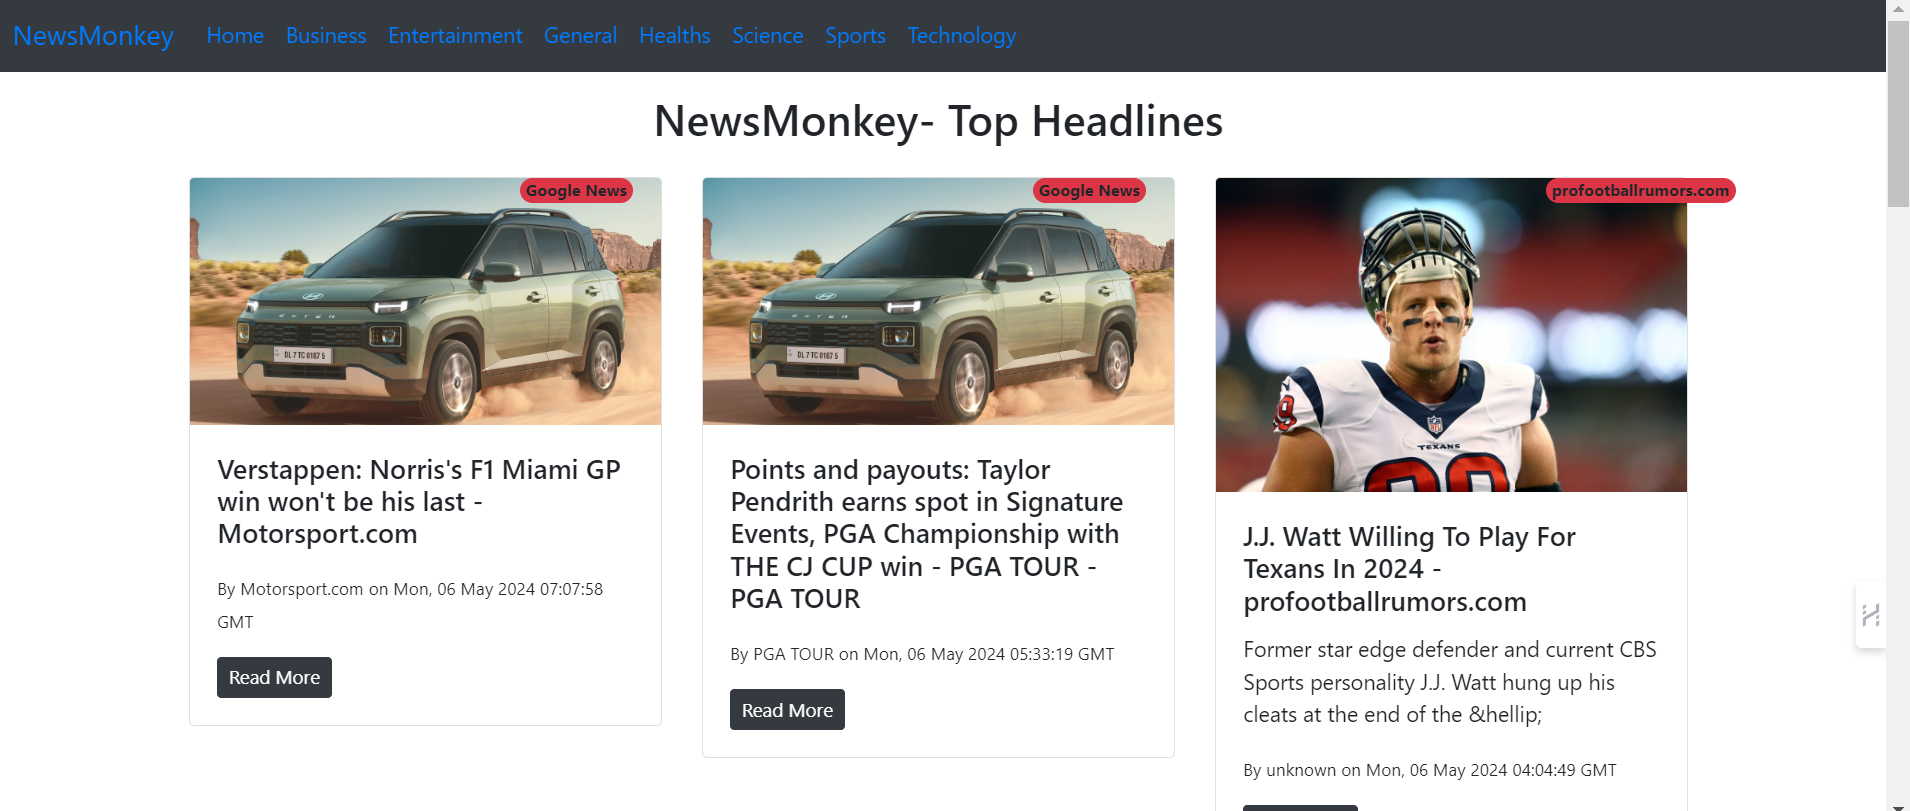 NewsMonkey Home Business Entertainment General Healths Science Sports Technology
NewsMonkey- Top Headlines
Google News
EXTER
DL 7 TC 0187 5
Verstappen: Norris's F1 Miami GP
win won't be his last -
Motorsport.com
By Motorsport.com on Mon, 06 May 2024 07:07:58
GMT
Read More
Google News
EXTER
DL 7 TC 0187 5
Points and payouts: Taylor
Pendrith earns spot in Signature
Events, PGA Championship with
THE CJ CUP win - PGA TOUR -
PGA TOUR
By PGA TOUR on Mon, 06 May 2024 05:33:19 GMT
Read More
profootballrumors.com
NFL
TEXANS
J.J. Watt Willing To Play For
Texans In 2024 -
profootballrumors.com
Former star edge defender and current CBS
Sports personality J.J. Watt hung up his
cleats at the end of the &hellip;
By unknown on Mon, 06 May 2024 04:04:49 GMT